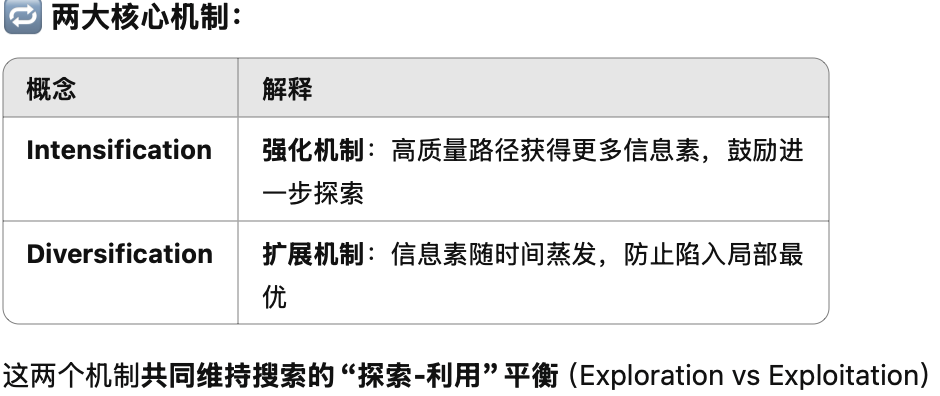 🔁 两大核心机制：
概念 解释
Intensification 强化机制：高质量路径获得更多信息素，鼓励进
一步探索
Diversification 扩展机制：信息素随时间蒸发，防止陷入局部最
优
这两个机制共同维持搜索的“探索-利用”平衡（Exploration vs Exploitation）